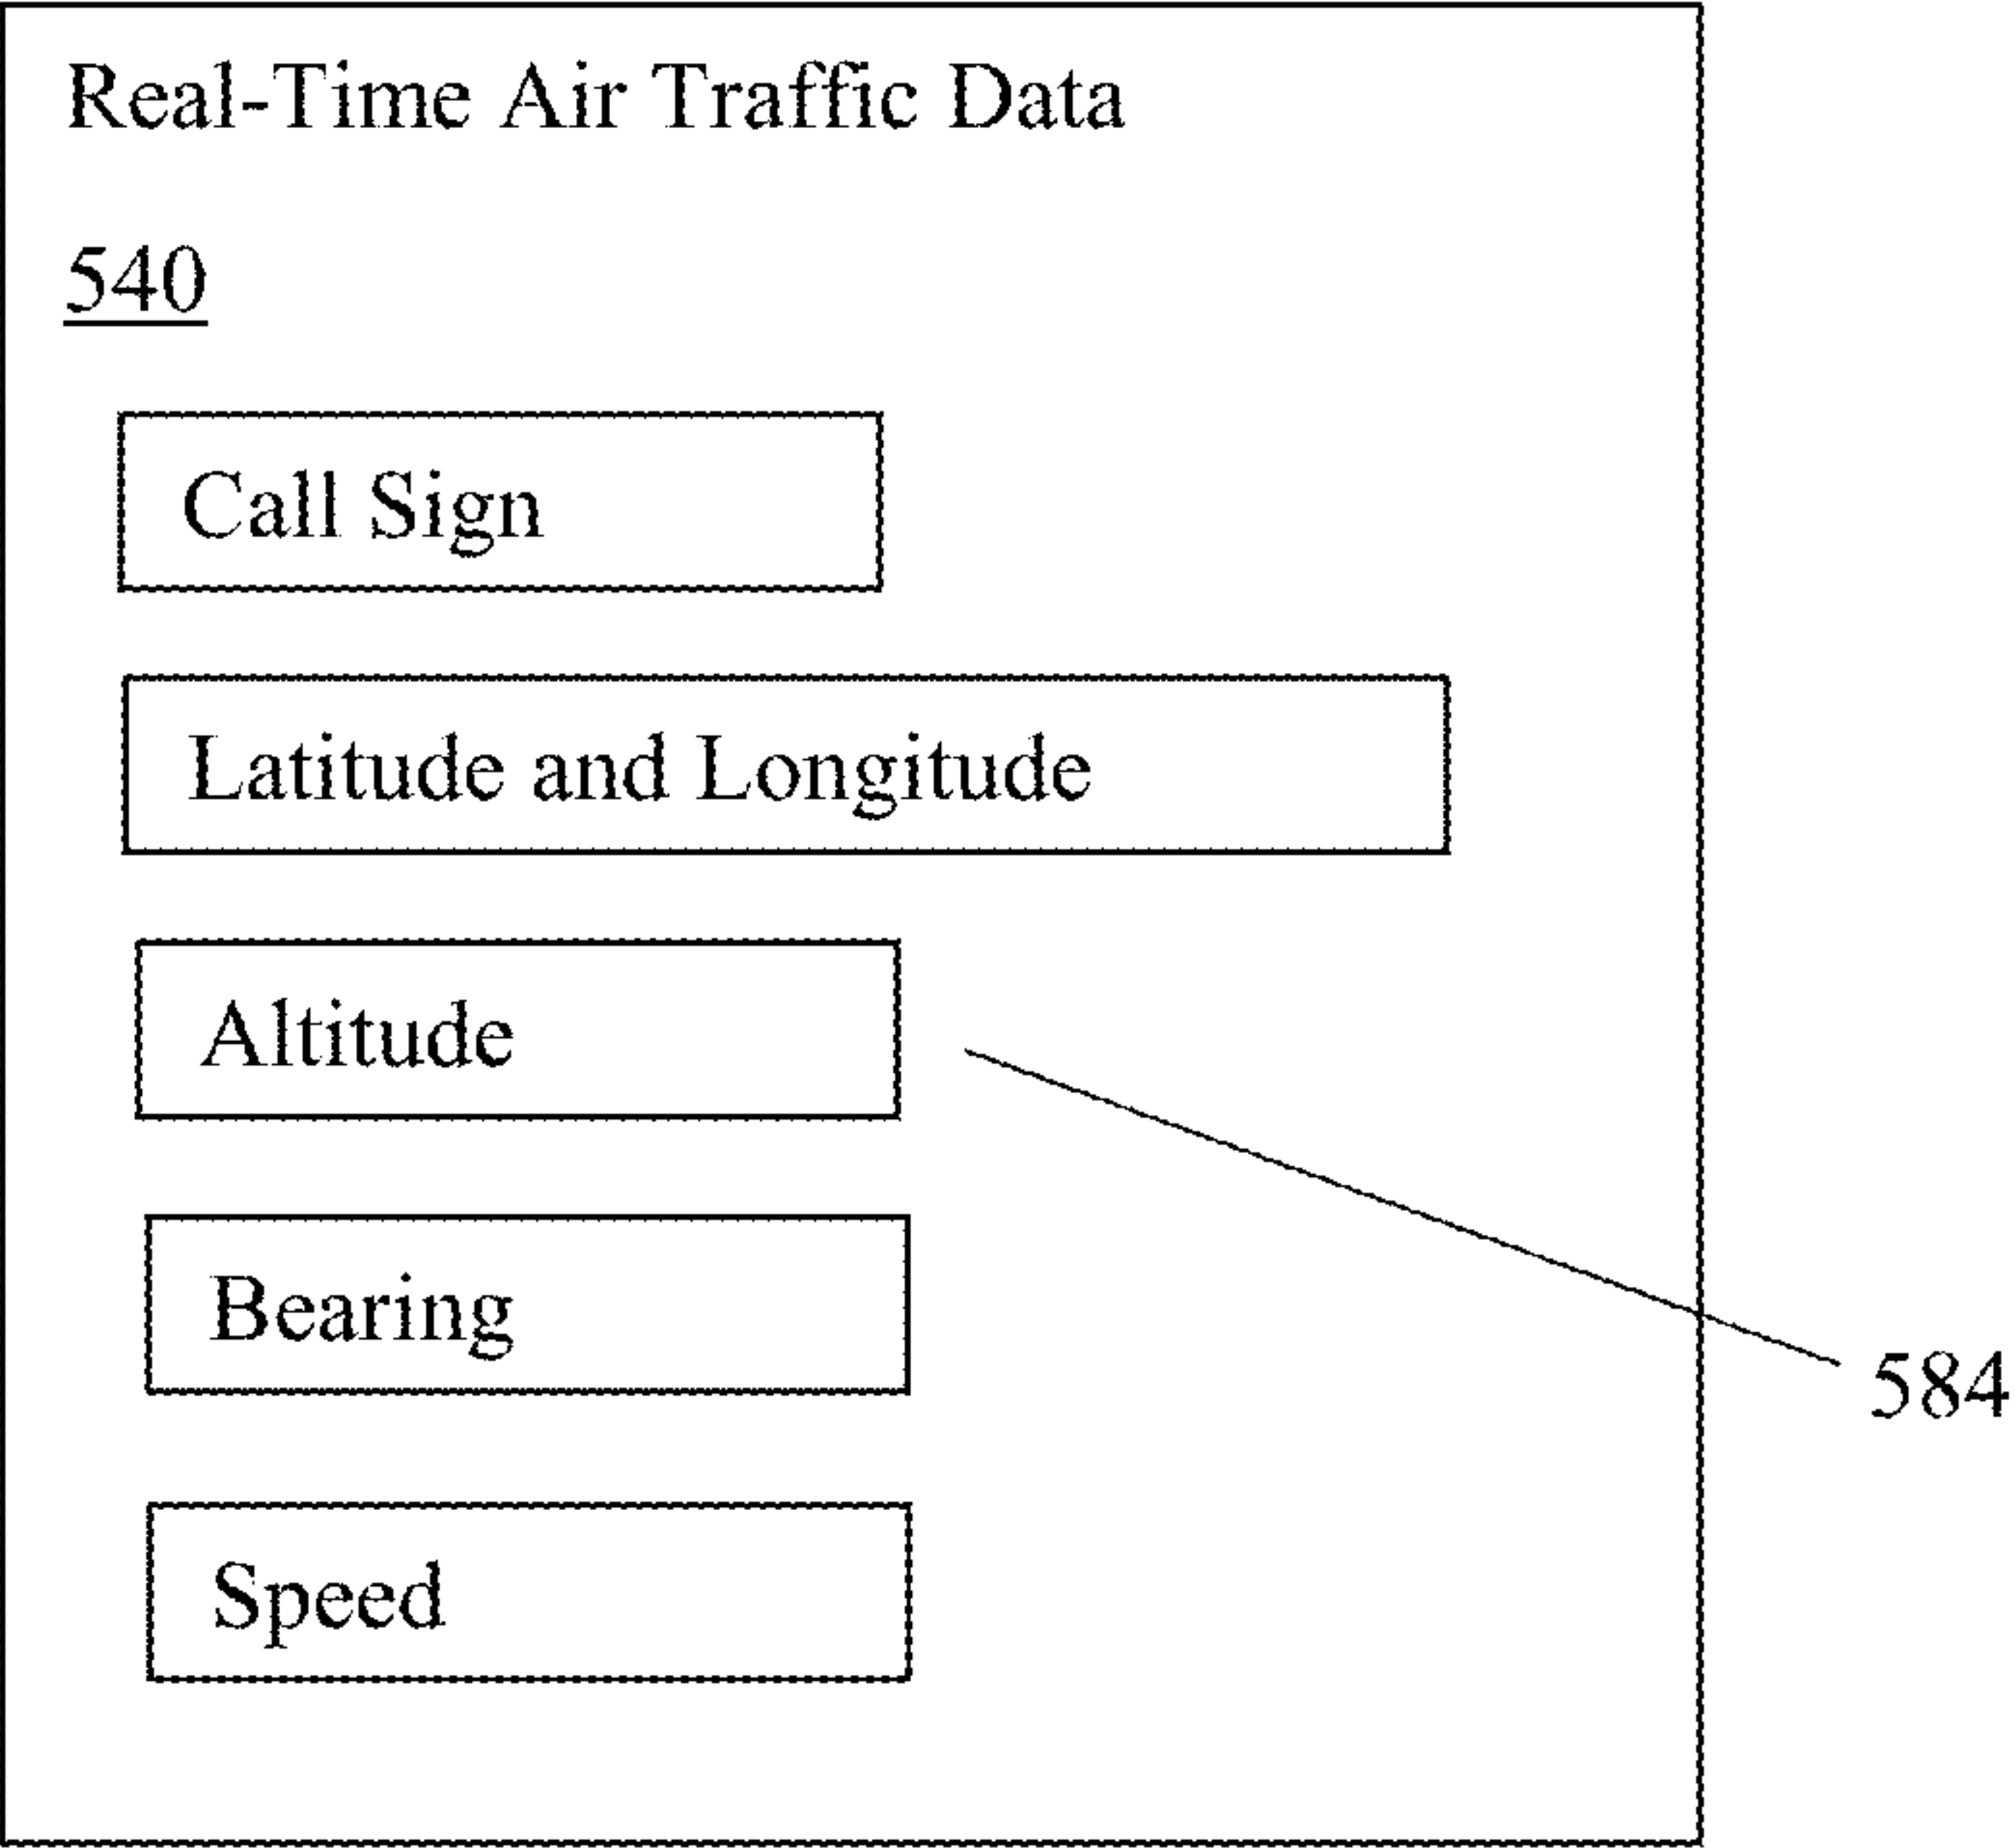 Real-Time Air Traffic Data
540
Call Sign
Latitude and Longitude
Altitude
Bearing
584
Speed